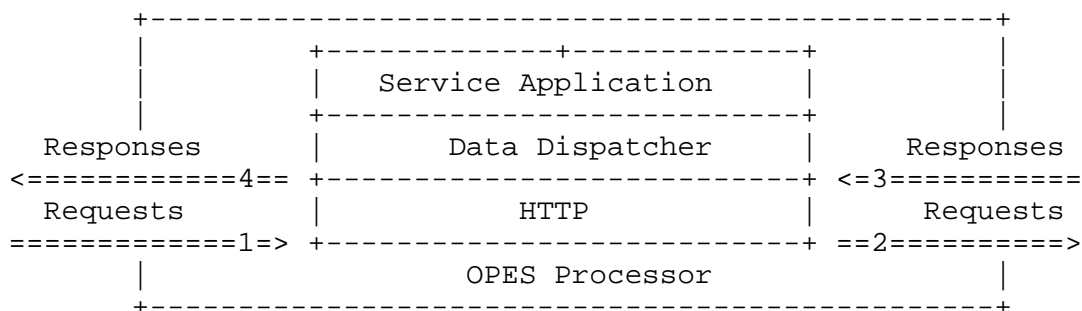 +-------------------------------------------------+
|         +-------------+-------------+           |
|         |   Service Application     |           |
|         +---------------------------+           |
Responses      |       Data Dispatcher     |     Responses
<=============4== +---------------------------+ <=3===========
Requests       |           HTTP            |      Requests
=============1=> +---------------------------+ ==2==========>
|                 OPES Processor                |
+-------------------------------------------------+